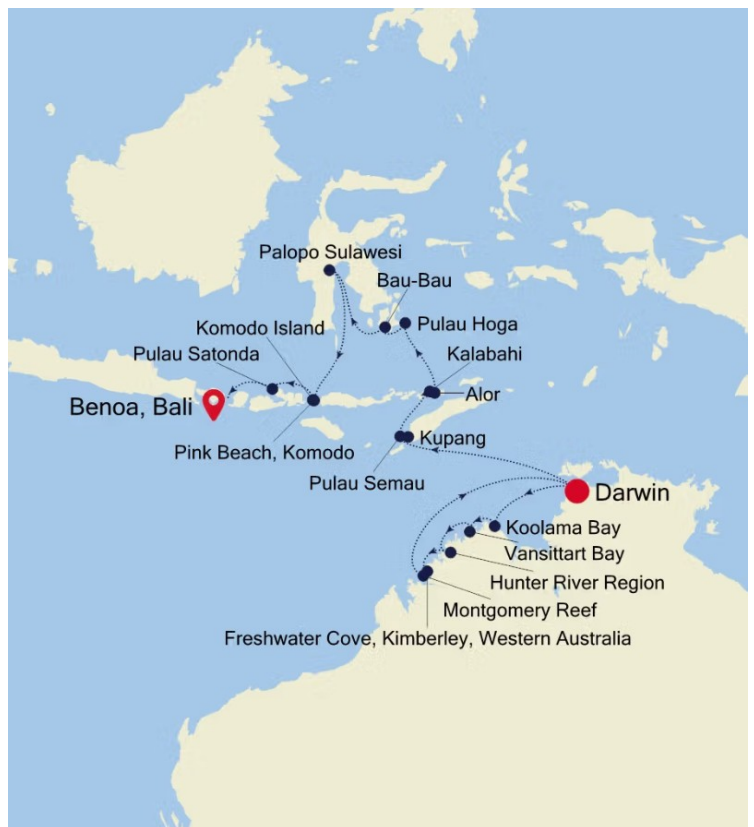 Palopo Sulawesi
Bau-Bau
Komodo Island
Pulau Hoga
Pulau Satonda
Kalabahi
Alor
Benoa, Bali
Kupang
Pink Beach, Komodo
Pulau Semau
Darwin
Koolama Bay
Vansittart Bay
Hunter River Region
Montgomery Reef
Freshwater Cove, Kimberley, Western Australia